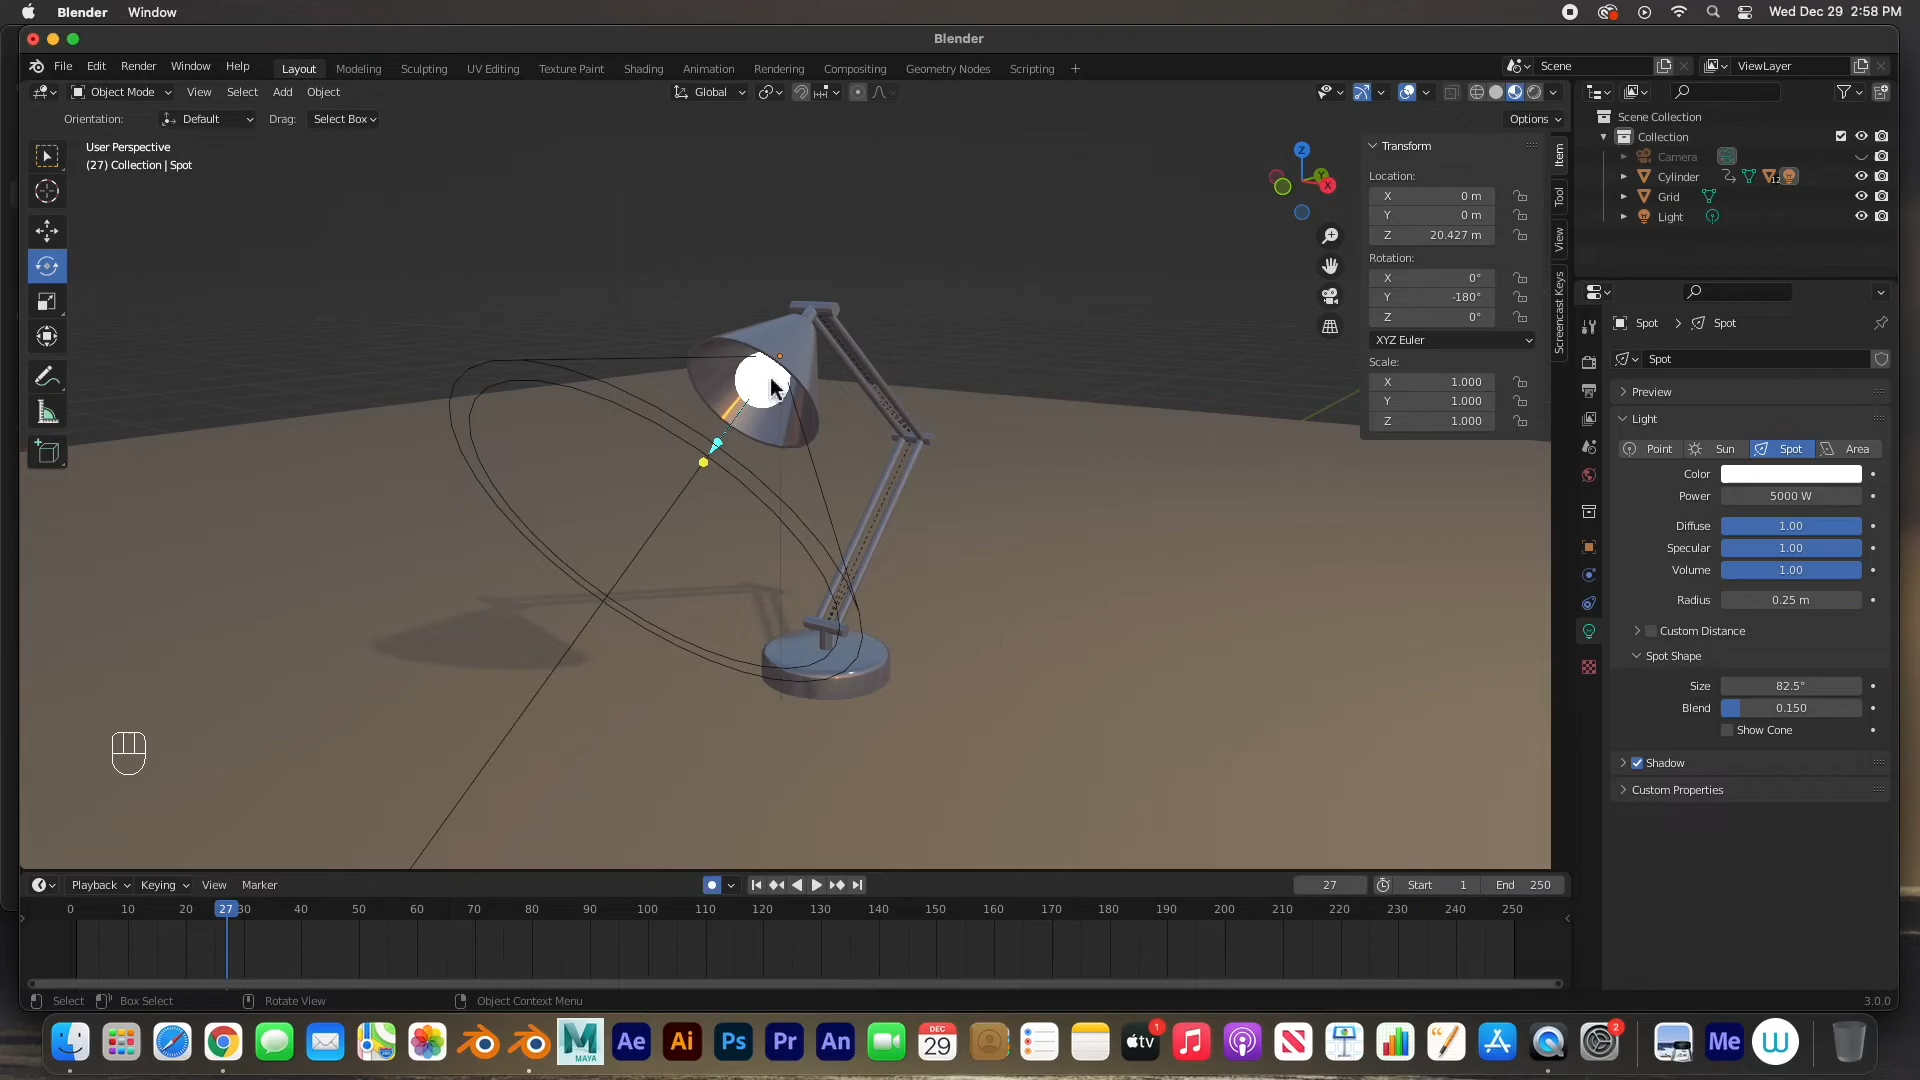 Blender Window Wed Dec 29 2:58 PM
Blender
File Edit Render Window Help Layout Modeling Sculpting UV Editing Texture Paint Shading Animation Rendering Compositing Geometry Nodes Scripting + Scene ViewLayer
Object Mode View Select Add Object Global
Orientation: Default Drag: Select Box Options
User Perspective
(27) Collection | Spot
Z
Y
X
Transform
Location:
X 0 m
Y 0 m
Z 20.427 m
Rotation:
X 0°
Y -180°
Z 0°
XYZ Euler
Scale:
X 1.000
Y 1.000
Z 1.000
Item
Tool
View
Screencast Keys
Scene Collection
Collection
Camera
Cylinder 12
Grid
Light
Spot Spot
Spot
Preview
Light
Point Sun Spot Area
Color
Power 5000 W
Diffuse 1.00
Specular 1.00
Volume 1.00
Radius 0.25 m
Custom Distance
Spot Shape
Size 82.5°
Blend 0.150
Show Cone
Shadow
Custom Properties
Playback Keying View Marker 27 Start 1 End 250
0 10 20 27 30 40 50 60 70 80 90 100 110 120 130 140 150 160 170 180 190 200 210 220 230 240 250
Select Box Select Rotate View Object Context Menu 3.0.0
MAYA Ae Ai Ps Pr An DEC 29 tv 1 2 Me W